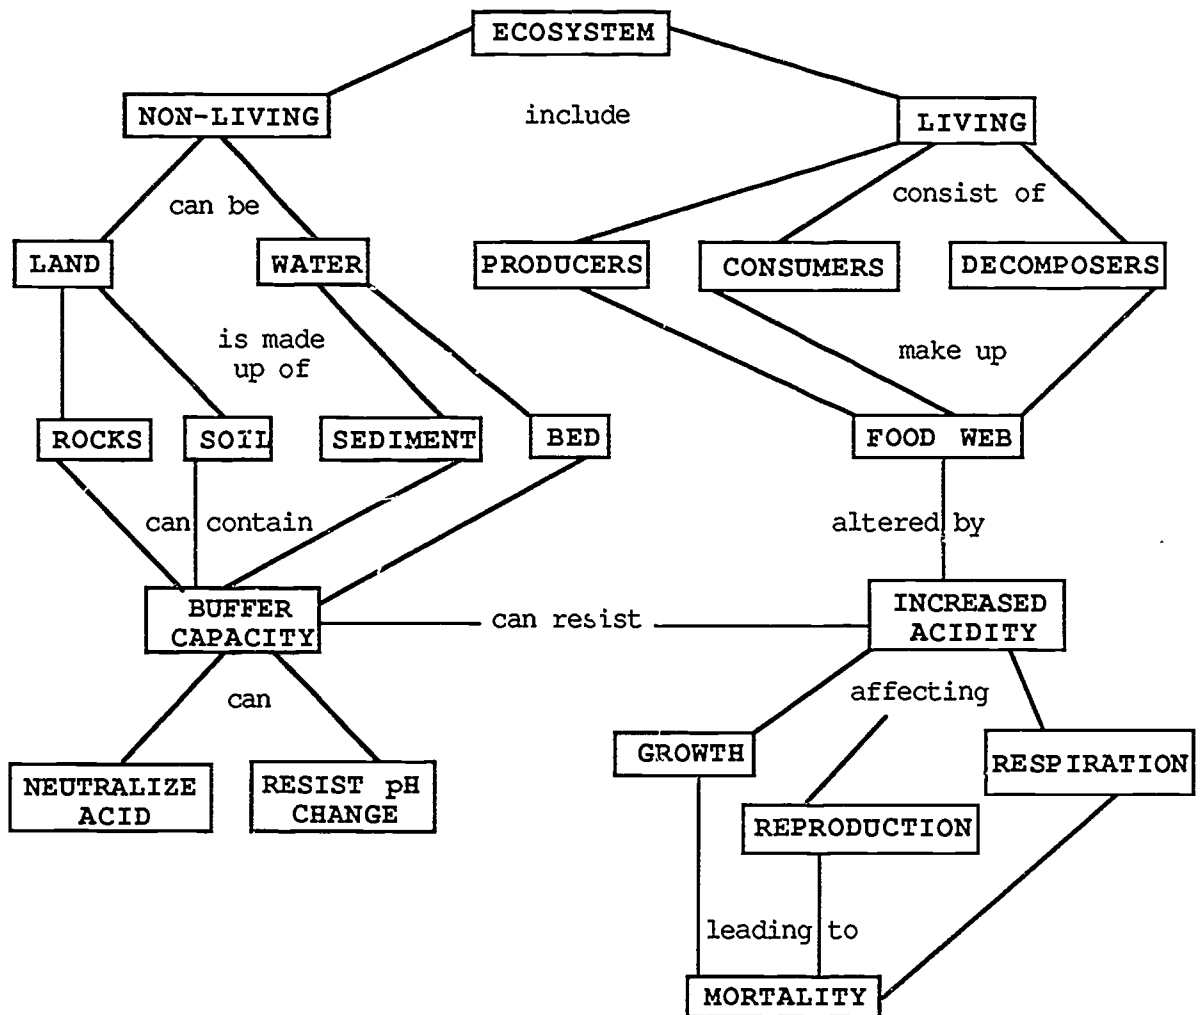 ECOSYSTEM
NON-LIVING
include
LIVING
can be
consist of
LAND
WATER
PRODUCERS
CONSUMERS
DECOMPOSERS
is made
up of
make up
ROCKS
SOIL
SEDIMENT
BED
FOOD WEB
can contain
altered by
BUFFER
CAPACITY
can resist
INCREASED
ACIDITY
can
affecting
NEUTRALIZE
ACID
RESIST pH
CHANGE
GROWTH
RESPIRATION
REPRODUCTION
leading to
MORTALITY